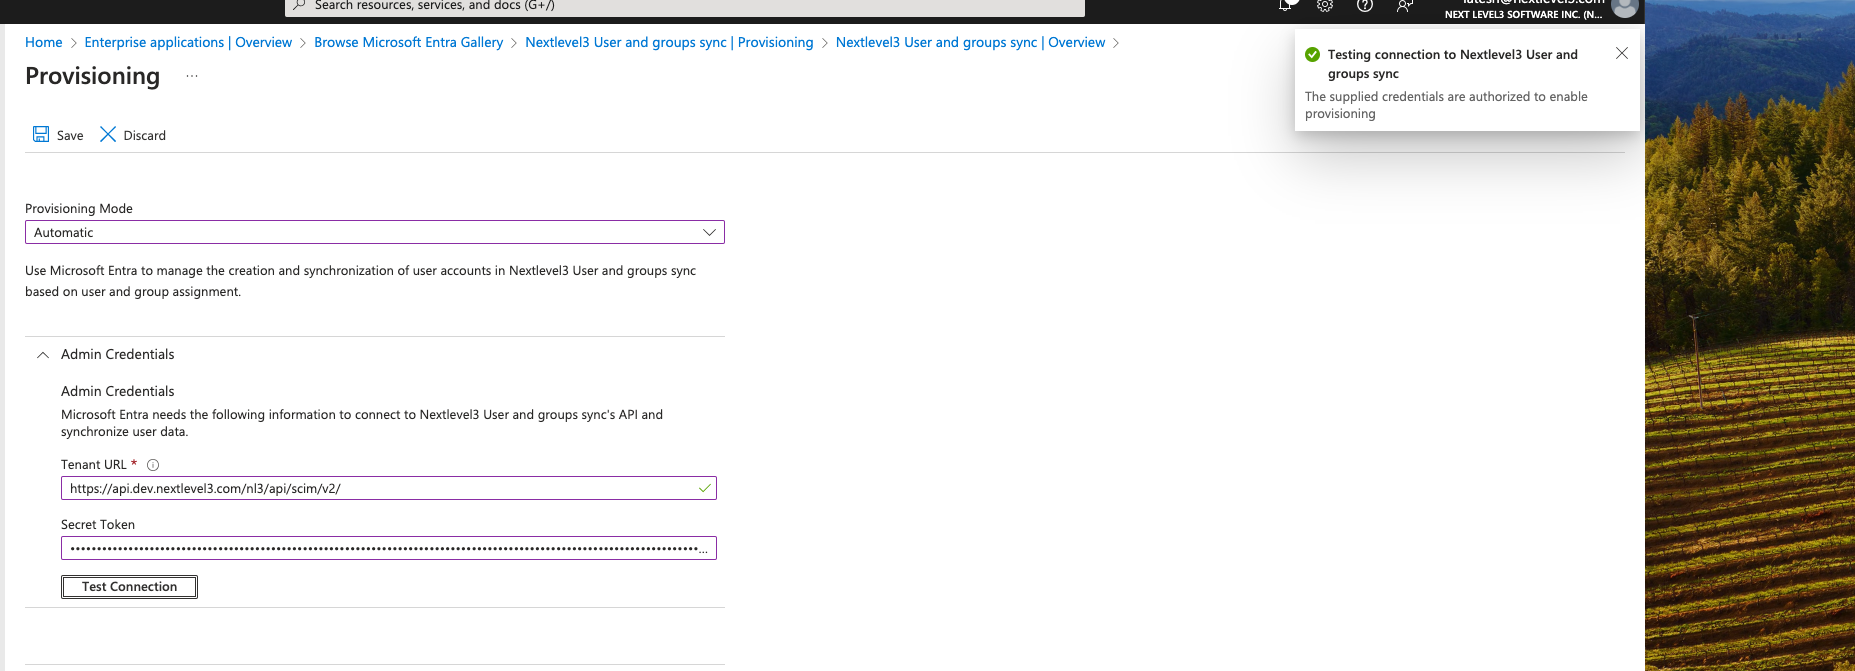 Search resources, services, and docs (G+/)
NEXT LEVEL3 SOFTWARE INC. (N...
Home > Enterprise applications | Overview > Browse Microsoft Entra Gallery > Nextlevel3 User and groups sync | Provisioning > Nextlevel3 User and groups sync | Overview >
Provisioning ...
Testing connection to Nextlevel3 User and
groups sync
The supplied credentials are authorized to enable
provisioning
Save Discard
Provisioning Mode
Automatic
Use Microsoft Entra to manage the creation and synchronization of user accounts in Nextlevel3 User and groups sync
based on user and group assignment.
Admin Credentials
Admin Credentials
Microsoft Entra needs the following information to connect to Nextlevel3 User and groups sync's API and
synchronize user data.
Tenant URL *
https://api.dev.nextlevel3.com/nl3/api/scim/v2/
Secret Token
Test Connection